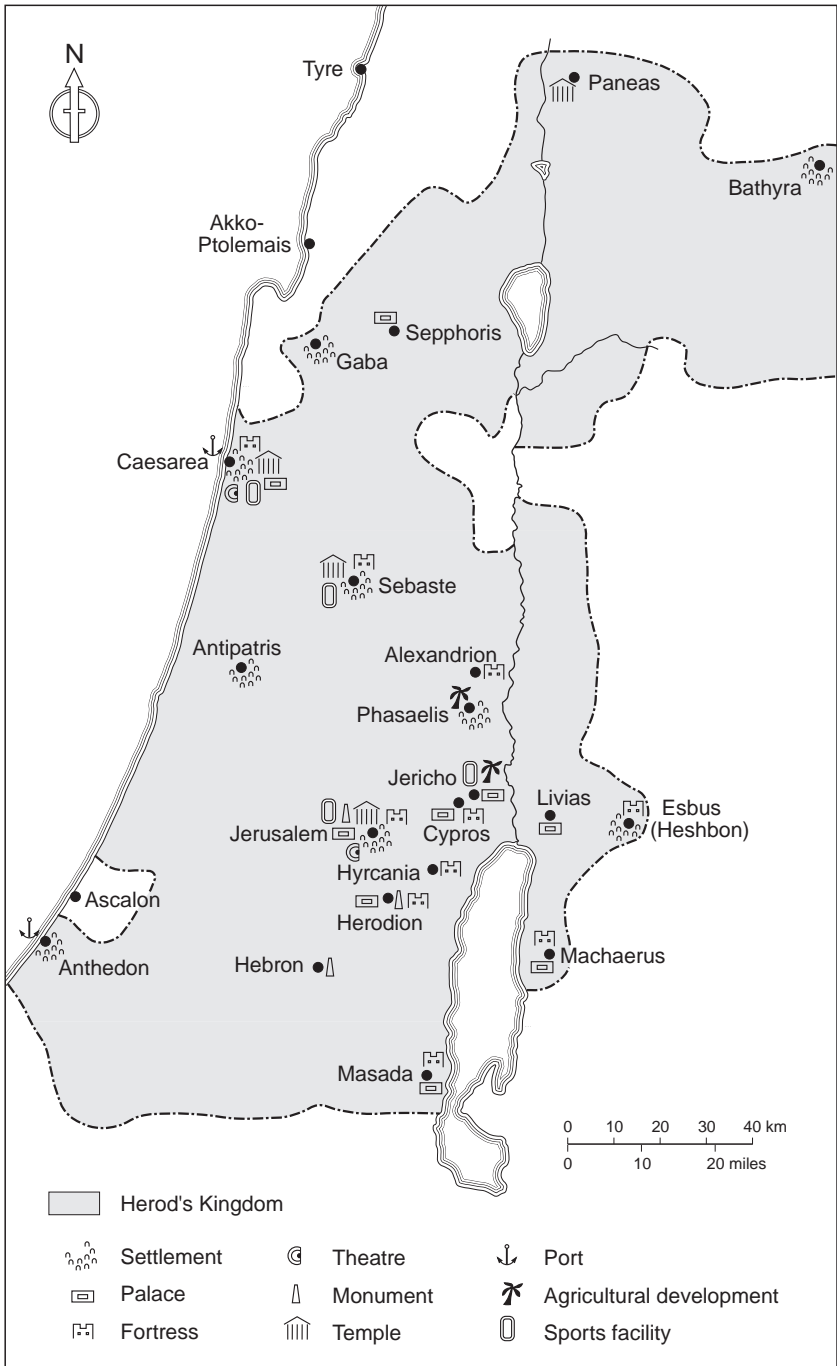 N
Tyre
Paneas
Bathyra
Akko-
Ptolemais
Sepphoris
Gaba
Caesarea
Sebaste
Antipatris
Alexandrion
Phasaelis
Jericho
Livias
Esbus
(Heshbon)
Jerusalem
Cypros
Hyrcania
Ascalon
Herodion
Anthedon
Hebron
Machaerus
Masada
0 10 20 30 40 km
0 10 20 miles
Herod's Kingdom
Settlement
Theatre
Port
Palace
Monument
Agricultural development
Fortress
Temple
Sports facility